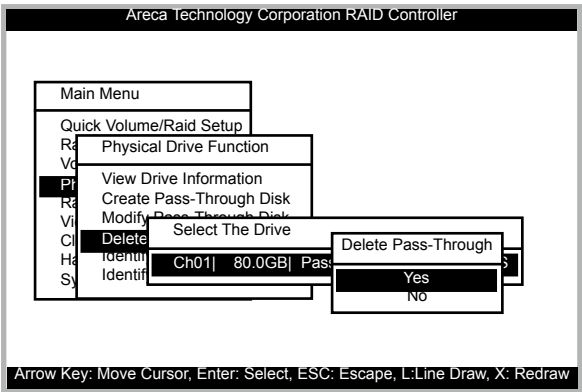 Areca Technology Corporation RAID Controller
Main Menu
Quick Volume/Raid Setup
Physical Drive Function
View Drive Information
Create Pass-Through Disk
Modify Pass-Through Disk
Delete
Select The Drive
Ch01| 80.0GB|
Delete Pass-Through
Yes
No
Arrow Key: Move Cursor, Enter: Select, ESC: Escape, L:Line Draw, X: Redraw